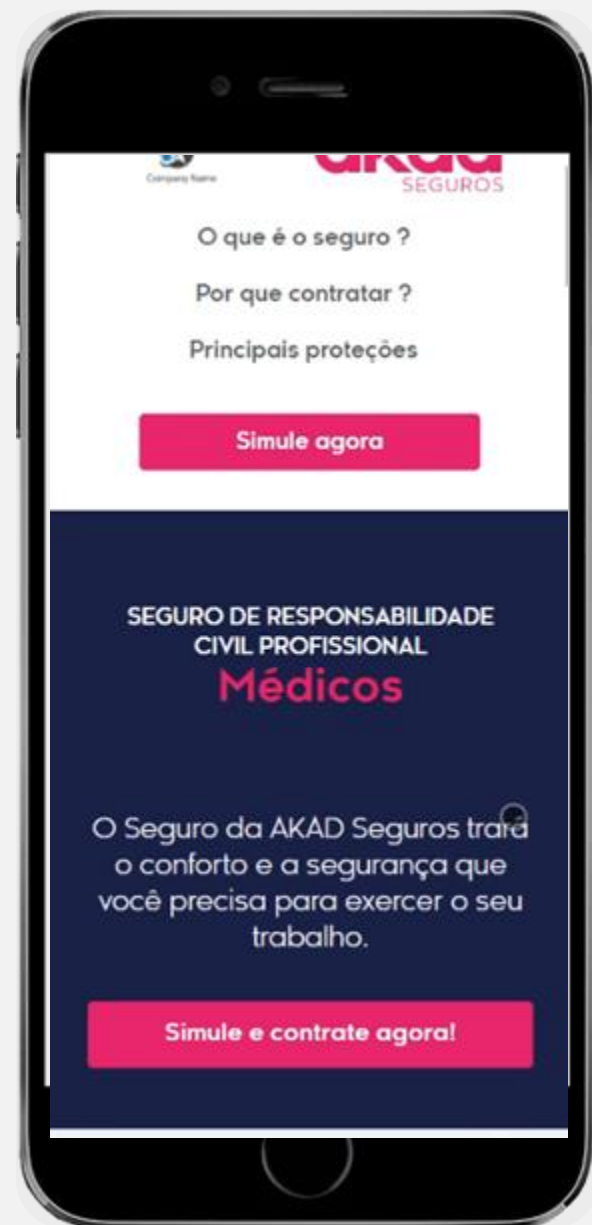 Company Name
akad
SEGUROS
O que é o seguro ?
Por que contratar ?
Principais proteções
Simule agora
SEGURO DE RESPONSABILIDADE
CIVIL PROFISSIONAL
Médicos
O Seguro da AKAD Seguros trará
o conforto e a segurança que
você precisa para exercer o seu
trabalho.
Simule e contrate agora!